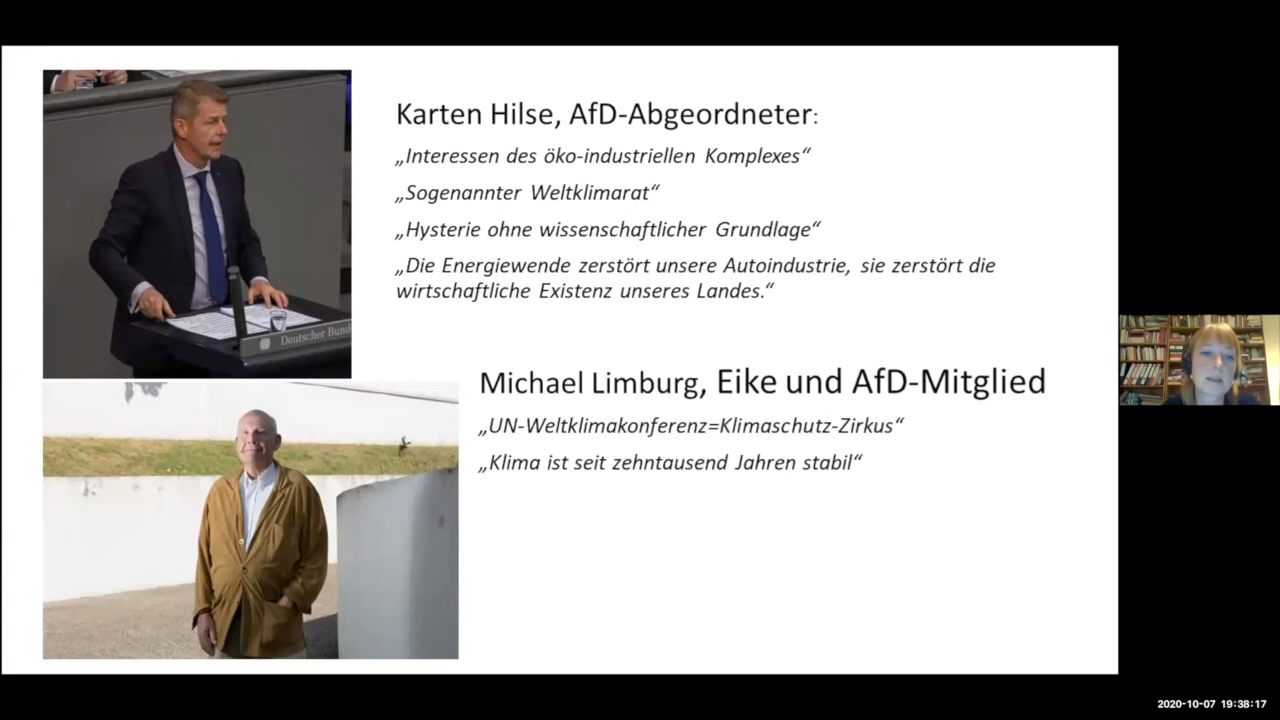 Karten Hilse, AfD-Abgeordneter:
„Interessen des öko-industriellen Komplexes“
„Sogenannter Weltklimarat“
„Hysterie ohne wissenschaftlicher Grundlage“
„Die Energiewende zerstört unsere Autoindustrie, sie zerstört die
wirtschaftliche Existenz unseres Landes.“
Deutscher Bund
Michael Limburg, Eike und AfD-Mitglied
„UN-Weltklimakonferenz=Klimaschutz-Zirkus“
„Klima ist seit zehntausend Jahren stabil“
2020-10-07 19:38:17